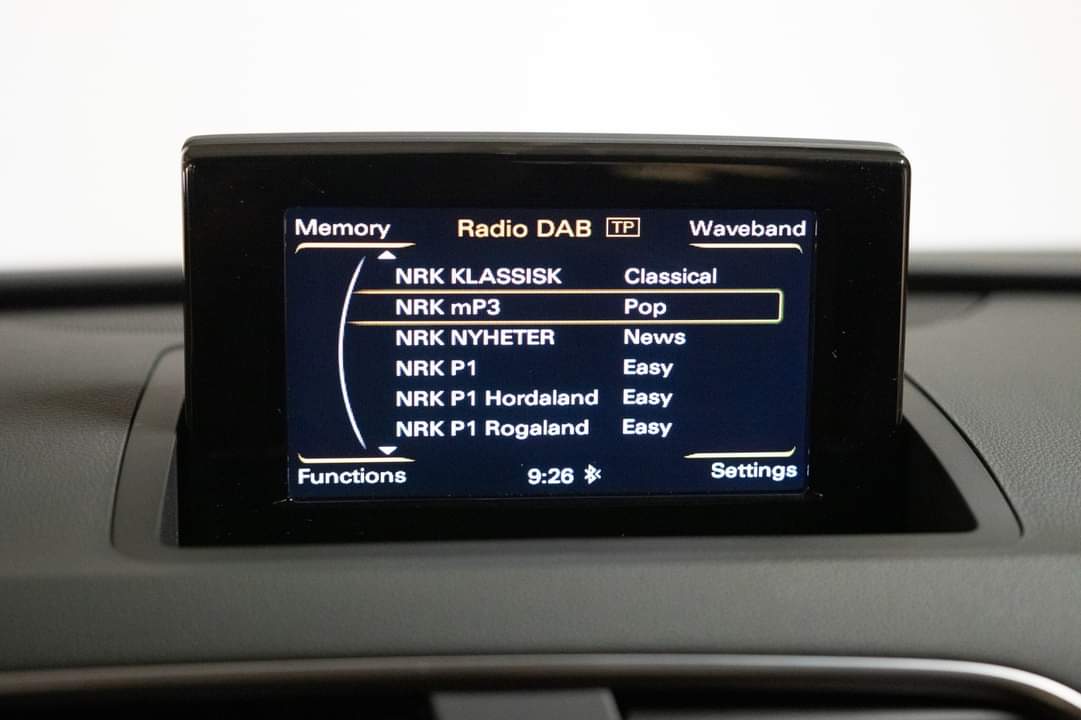 Memory Radio DAB TP Waveband
NRK KLASSISK Classical
NRK mP3 Pop
NRK NYHETER News
NRK P1 Easy
NRK P1 Hordaland Easy
NRK P1 Rogaland Easy
Functions 9:26 Settings